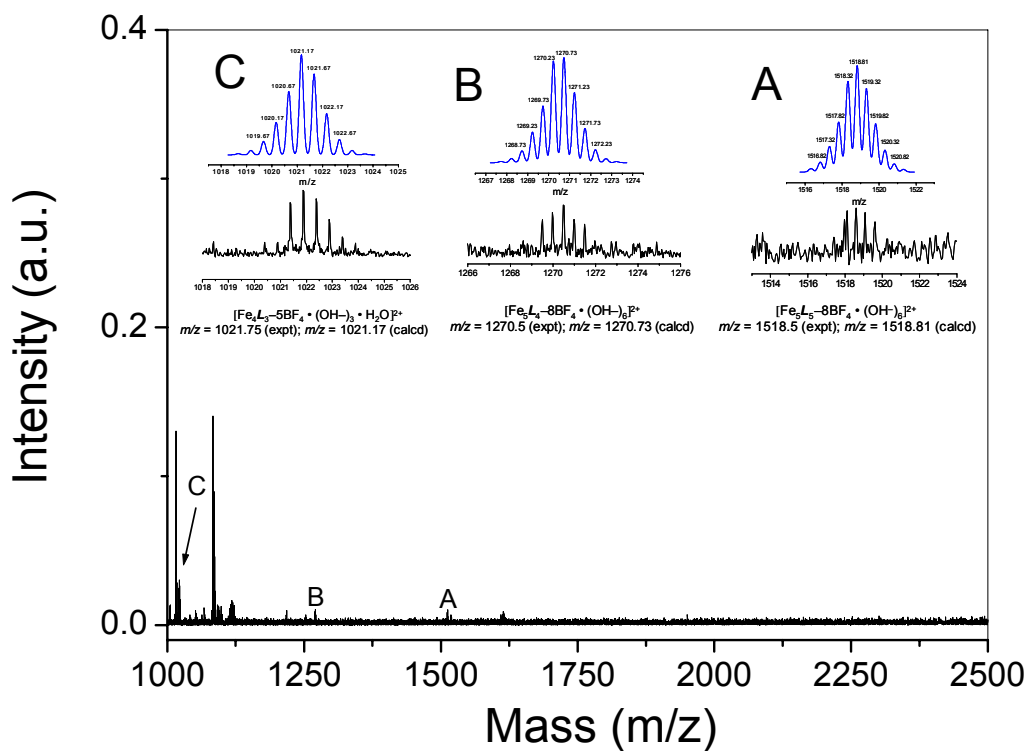 0.4
0.2
0.0
Intensity (a.u.)
C
1021.17
1020.67
1021.67
1020.17
1022.17
1019.67
1022.67
1018 1019 1020 1021 1022 1023 1024 1025
m/z
1018 1019 1020 1021 1022 1023 1024 1025 1026
[Fe4L3–5BF4 • (OH–)3 • H2O]2+
m/z = 1021.75 (expt); m/z = 1021.17 (calcd)
B
1270.23 1270.73
1269.73
1271.23
1269.23
1271.73
1268.73
1272.23
1267 1268 1269 1270 1271 1272 1273 1274
m/z
1266 1268 1270 1272 1274 1276
[Fe5L4–8BF4 • (OH–)6]2+
m/z = 1270.5 (expt); m/z = 1270.73 (calcd)
A
1518.81
1518.32
1519.32
1517.82
1519.82
1517.32
1520.32
1516.82
1520.82
1516 1518 1520 1522
m/z
1514 1516 1518 1520 1522 1524
[Fe5L5–8BF4 • (OH-)6]2+
m/z = 1518.5 (expt); m/z = 1518.81 (calcd)
C
B
A
1000 1250 1500 1750 2000 2250 2500
Mass (m/z)